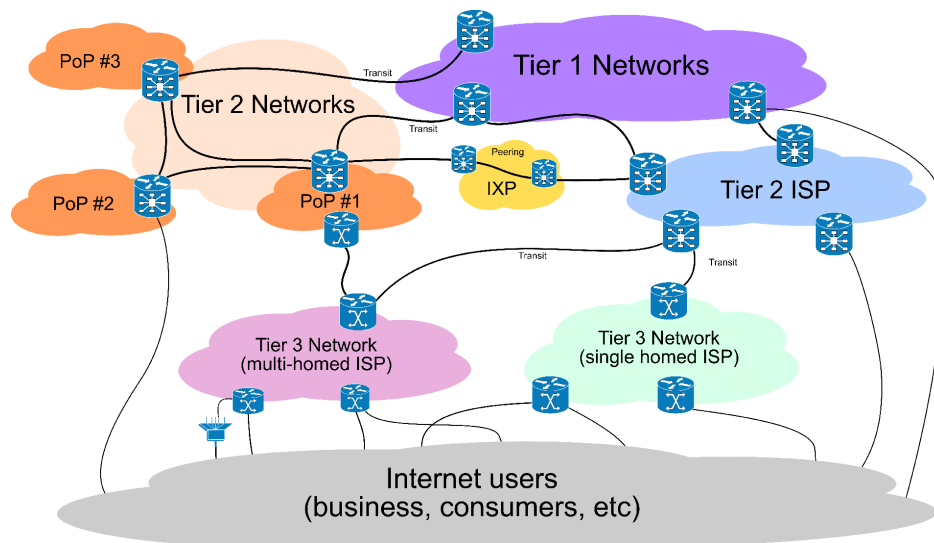 PoP #3
Tier 1 Networks
Transit
Tier 2 Networks
Transit
Peering
IXP
Tier 2 ISP
PoP #2
PoP #1
Transit
Transit
Tier 3 Network
(multi-homed ISP)
Tier 3 Network
(single homed ISP)
Internet users
(business, consumers, etc)